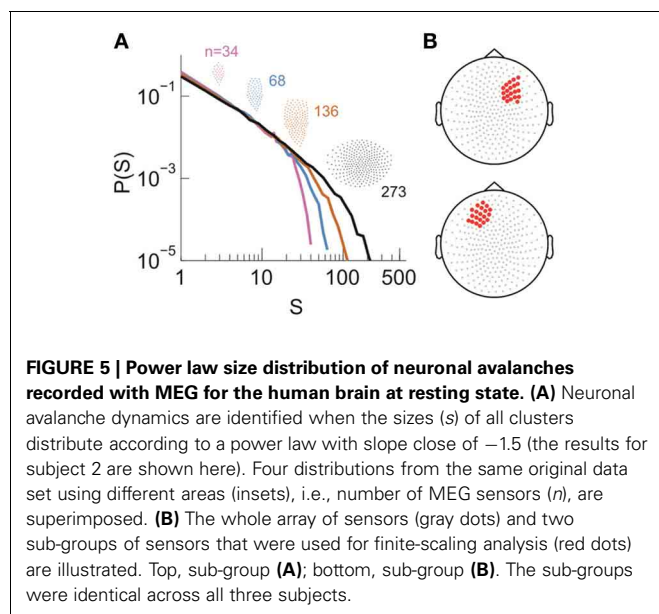 A
B
n=34
68
136
273
10⁻¹
10⁻³
10⁻⁵
P(S)
1
10
100
500
S
FIGURE 5 | Power law size distribution of neuronal avalanches
recorded with MEG for the human brain at resting state. (A) Neuronal
avalanche dynamics are identified when the sizes (s) of all clusters
distribute according to a power law with slope close of −1.5 (the results for
subject 2 are shown here). Four distributions from the same original data
set using different areas (insets), i.e., number of MEG sensors (n), are
superimposed. (B) The whole array of sensors (gray dots) and two
sub-groups of sensors that were used for finite-scaling analysis (red dots)
are illustrated. Top, sub-group (A); bottom, sub-group (B). The sub-groups
were identical across all three subjects.